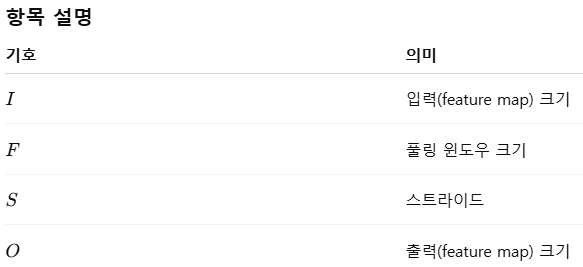 항목 설명
기호 의미
I 입력(feature map) 크기
F 풀링 윈도우 크기
S 스트라이드
O 출력(feature map) 크기